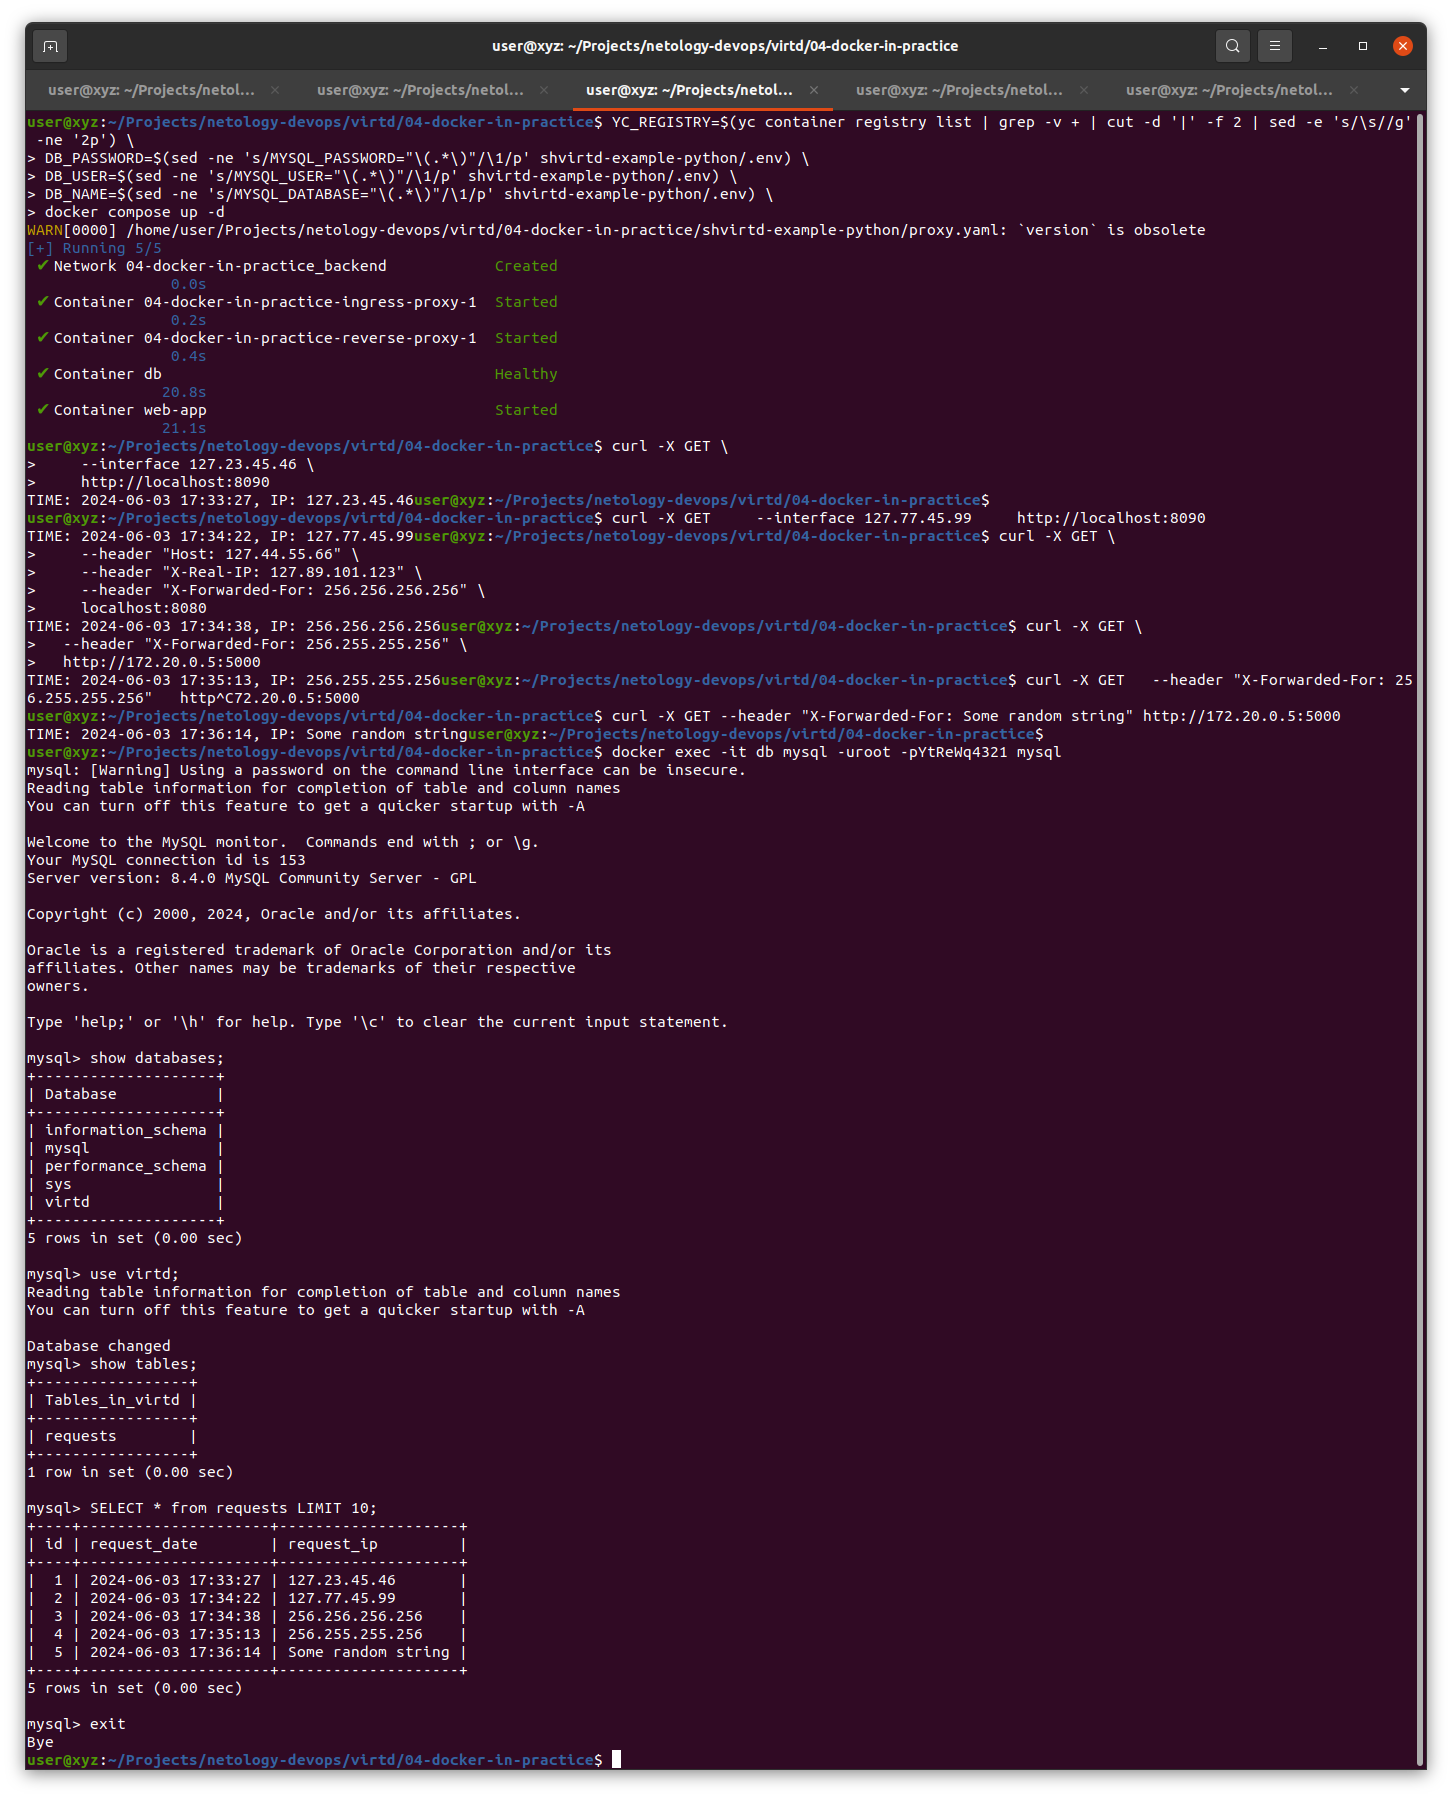 user@xyz: ~/Projects/netology-devops/virtd/04-docker-in-practice
user@xyz: ~/Projects/netol... × user@xyz: ~/Projects/netol... × user@xyz: ~/Projects/netol... × user@xyz: ~/Projects/netol... × user@xyz: ~/Projects/netol... ×
user@xyz:~/Projects/netology-devops/virtd/04-docker-in-practice$ YC_REGISTRY=$(yc container registry list | grep -v + | cut -d '|' -f 2 | sed -e 's/\s//g'
 -ne '2p') \
> DB_PASSWORD=$(sed -ne 's/MYSQL_PASSWORD="\(.*\)"/\1/p' shvirtd-example-python/.env) \
> DB_USER=$(sed -ne 's/MYSQL_USER="\(.*\)"/\1/p' shvirtd-example-python/.env) \
> DB_NAME=$(sed -ne 's/MYSQL_DATABASE="\(.*\)"/\1/p' shvirtd-example-python/.env) \
> docker compose up -d
WARN[0000] /home/user/Projects/netology-devops/virtd/04-docker-in-practice/shvirtd-example-python/proxy.yaml: `version` is obsolete
[+] Running 5/5
 ✔ Network 04-docker-in-practice_backend            Created
                0.0s
 ✔ Container 04-docker-in-practice-ingress-proxy-1  Started
                0.2s
 ✔ Container 04-docker-in-practice-reverse-proxy-1  Started
                0.4s
 ✔ Container db                                     Healthy
               20.8s
 ✔ Container web-app                                Started
               21.1s
user@xyz:~/Projects/netology-devops/virtd/04-docker-in-practice$ curl -X GET \
>     --interface 127.23.45.46 \
>     http://localhost:8090
TIME: 2024-06-03 17:33:27, IP: 127.23.45.46user@xyz:~/Projects/netology-devops/virtd/04-docker-in-practice$
user@xyz:~/Projects/netology-devops/virtd/04-docker-in-practice$ curl -X GET     --interface 127.77.45.99     http://localhost:8090
TIME: 2024-06-03 17:34:22, IP: 127.77.45.99user@xyz:~/Projects/netology-devops/virtd/04-docker-in-practice$ curl -X GET \
>     --header "Host: 127.44.55.66" \
>     --header "X-Real-IP: 127.89.101.123" \
>     --header "X-Forwarded-For: 256.256.256.256" \
>     localhost:8080
TIME: 2024-06-03 17:34:38, IP: 256.256.256.256user@xyz:~/Projects/netology-devops/virtd/04-docker-in-practice$ curl -X GET \
>   --header "X-Forwarded-For: 256.255.255.256" \
>   http://172.20.0.5:5000
TIME: 2024-06-03 17:35:13, IP: 256.255.255.256user@xyz:~/Projects/netology-devops/virtd/04-docker-in-practice$ curl -X GET   --header "X-Forwarded-For: 25
6.255.255.256"   http^C72.20.0.5:5000
user@xyz:~/Projects/netology-devops/virtd/04-docker-in-practice$ curl -X GET --header "X-Forwarded-For: Some random string" http://172.20.0.5:5000
TIME: 2024-06-03 17:36:14, IP: Some random stringuser@xyz:~/Projects/netology-devops/virtd/04-docker-in-practice$
user@xyz:~/Projects/netology-devops/virtd/04-docker-in-practice$ docker exec -it db mysql -uroot -pYtReWq4321 mysql
mysql: [Warning] Using a password on the command line interface can be insecure.
Reading table information for completion of table and column names
You can turn off this feature to get a quicker startup with -A

Welcome to the MySQL monitor.  Commands end with ; or \g.
Your MySQL connection id is 153
Server version: 8.4.0 MySQL Community Server - GPL

Copyright (c) 2000, 2024, Oracle and/or its affiliates.

Oracle is a registered trademark of Oracle Corporation and/or its
affiliates. Other names may be trademarks of their respective
owners.

Type 'help;' or '\h' for help. Type '\c' to clear the current input statement.

mysql> show databases;
+--------------------+
| Database           |
+--------------------+
| information_schema |
| mysql              |
| performance_schema |
| sys                |
| virtd              |
+--------------------+
5 rows in set (0.00 sec)

mysql> use virtd;
Reading table information for completion of table and column names
You can turn off this feature to get a quicker startup with -A

Database changed
mysql> show tables;
+-----------------+
| Tables_in_virtd |
+-----------------+
| requests        |
+-----------------+
1 row in set (0.00 sec)

mysql> SELECT * from requests LIMIT 10;
+----+---------------------+--------------------+
| id | request_date        | request_ip         |
+----+---------------------+--------------------+
|  1 | 2024-06-03 17:33:27 | 127.23.45.46       |
|  2 | 2024-06-03 17:34:22 | 127.77.45.99       |
|  3 | 2024-06-03 17:34:38 | 256.256.256.256    |
|  4 | 2024-06-03 17:35:13 | 256.255.255.256    |
|  5 | 2024-06-03 17:36:14 | Some random string |
+----+---------------------+--------------------+
5 rows in set (0.00 sec)

mysql> exit
Bye
user@xyz:~/Projects/netology-devops/virtd/04-docker-in-practice$